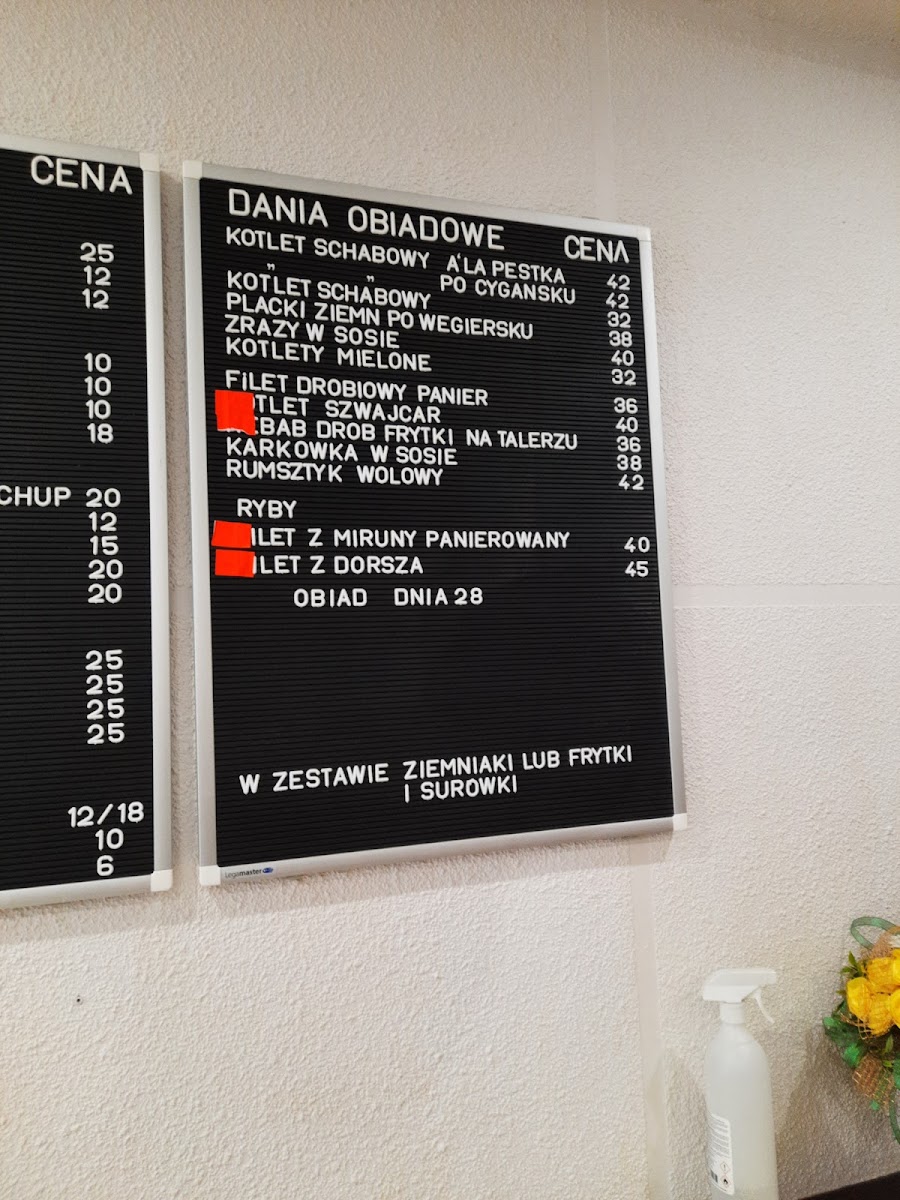 CENA
25
12
12
10
10
10
18
CHUP 20
12
15
20
20
25
25
25
25
12/18
10
6
DANIA OBIADOWE CENA
KOTLET SCHABOWY A'LA PESTKA 42
" " PO CYGANSKU 42
KOTLET SCHABOWY 32
PLACKI ZIEMN PO WEGIERSKU 38
ZRAZY W SOSIE 40
KOTLETY MIELONE 32
FILET DROBIOWY PANIER 36
TLET SZWAJCAR 40
EBAB DROB FRYTKI NA TALERZU 36
KARKOWKA W SOSIE 38
RUMSZTYK WOLOWY 42
RYBY
ILET Z MIRUNY PANIEROWANY 40
ILET Z DORSZA 45
OBIAD DNIA 28
W ZESTAWIE ZIEMNIAKI LUB FRYTKI
I SUROWKI
Legamaster